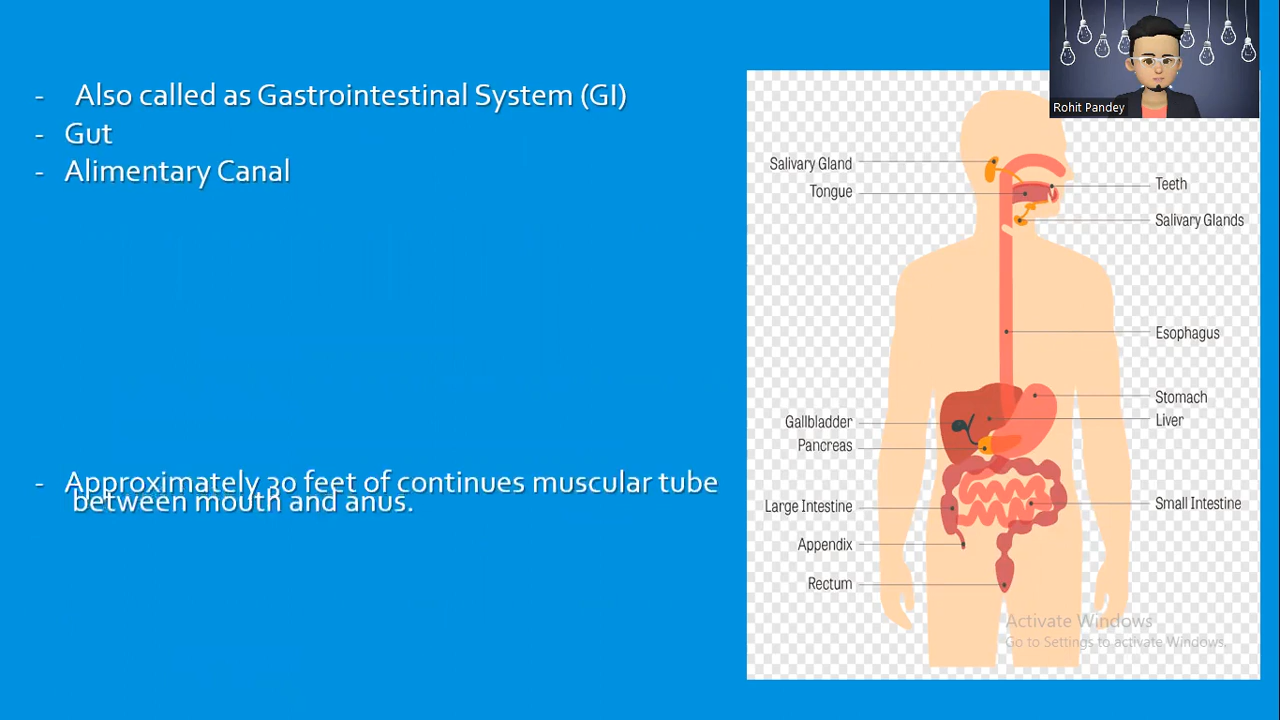 - Also called as Gastrointestinal System (GI)
- Gut
- Alimentary Canal
- Approximately 30 feet of continues muscular tube
between mouth and anus.
Rohit Pandey
Salivary Gland
Tongue
Teeth
Salivary Glands
Esophagus
Stomach
Liver
Gallbladder
Pancreas
Large Intestine
Small Intestine
Appendix
Rectum
Activate Windows
Go to Settings to activate Windows.